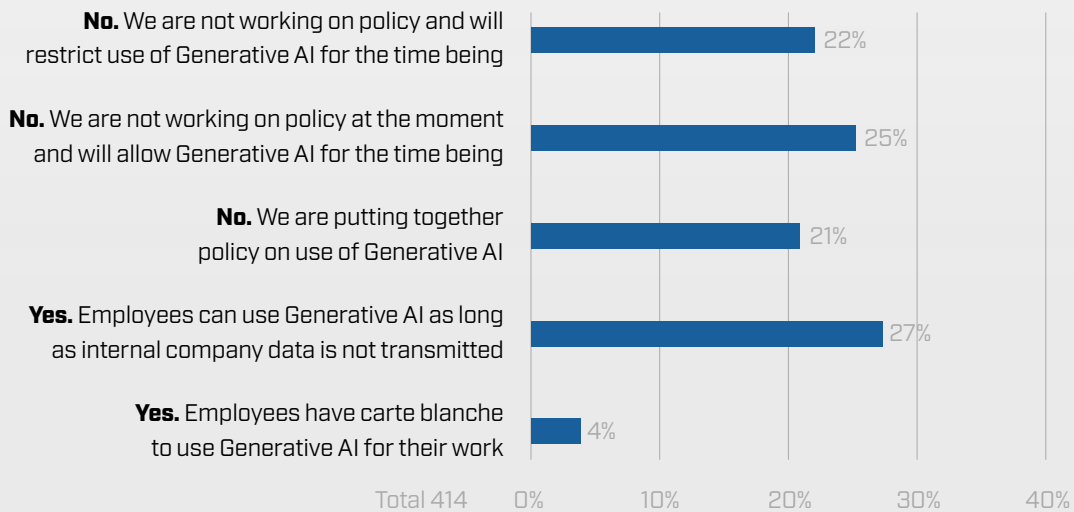 No. We are not working on policy and will
restrict use of Generative AI for the time being
22%
No. We are not working on policy at the moment
and will allow Generative AI for the time being
25%
No. We are putting together
policy on use of Generative AI
21%
Yes. Employees can use Generative AI as long
as internal company data is not transmitted
27%
Yes. Employees have carte blanche
to use Generative AI for their work
4%
Total 414 0% 10% 20% 30% 40%